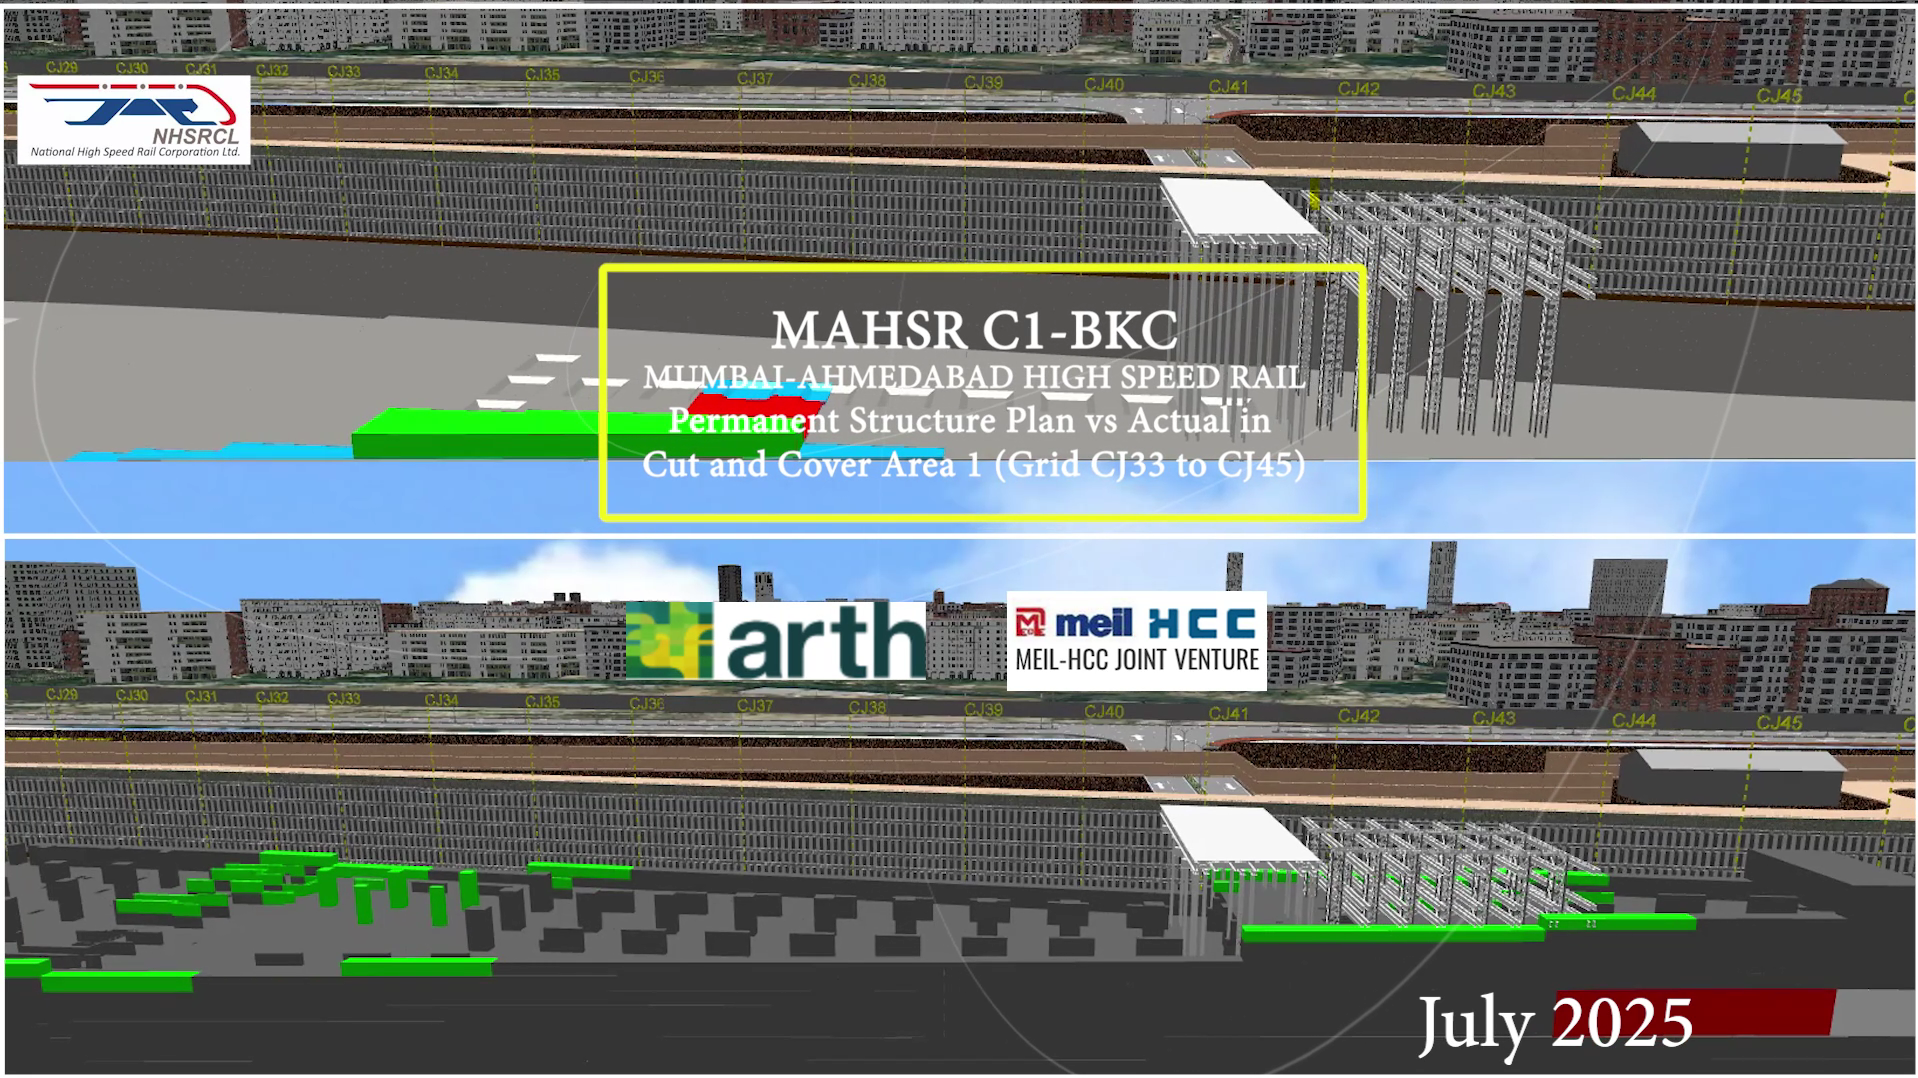 CJ29 CJ30 CJ31 CJ32 CJ33 CJ34 CJ35 CJ36 CJ37 CJ38 CJ39 CJ40 CJ41 CJ42 CJ43 CJ44 CJ45
NHSRCL
National High Speed Rail Corporation Ltd.
MAHSR C1-BKC
MUMBAI-AHMEDABAD HIGH SPEED RAIL
Permanent Structure Plan vs Actual in
Cut and Cover Area 1 (Grid CJ33 to CJ45)
arth
meil HCC
MEIL-HCC JOINT VENTURE
CJ29 CJ30 CJ31 CJ32 CJ33 CJ34 CJ35 CJ36 CJ37 CJ38 CJ39 CJ40 CJ41 CJ42 CJ43 CJ44 CJ45
July 2025